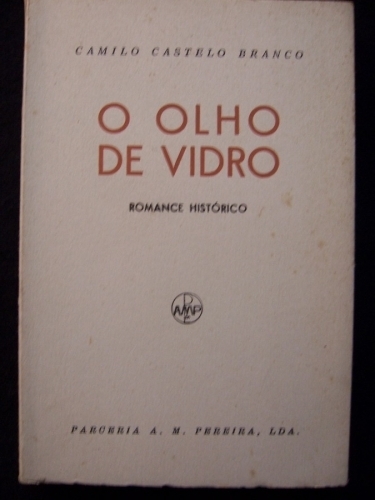 CAMILO CASTELO BRANCO
O OLHO
DE VIDRO
ROMANCE HISTÓRICO
PARCERIA A. M. PEREIRA, LDA.